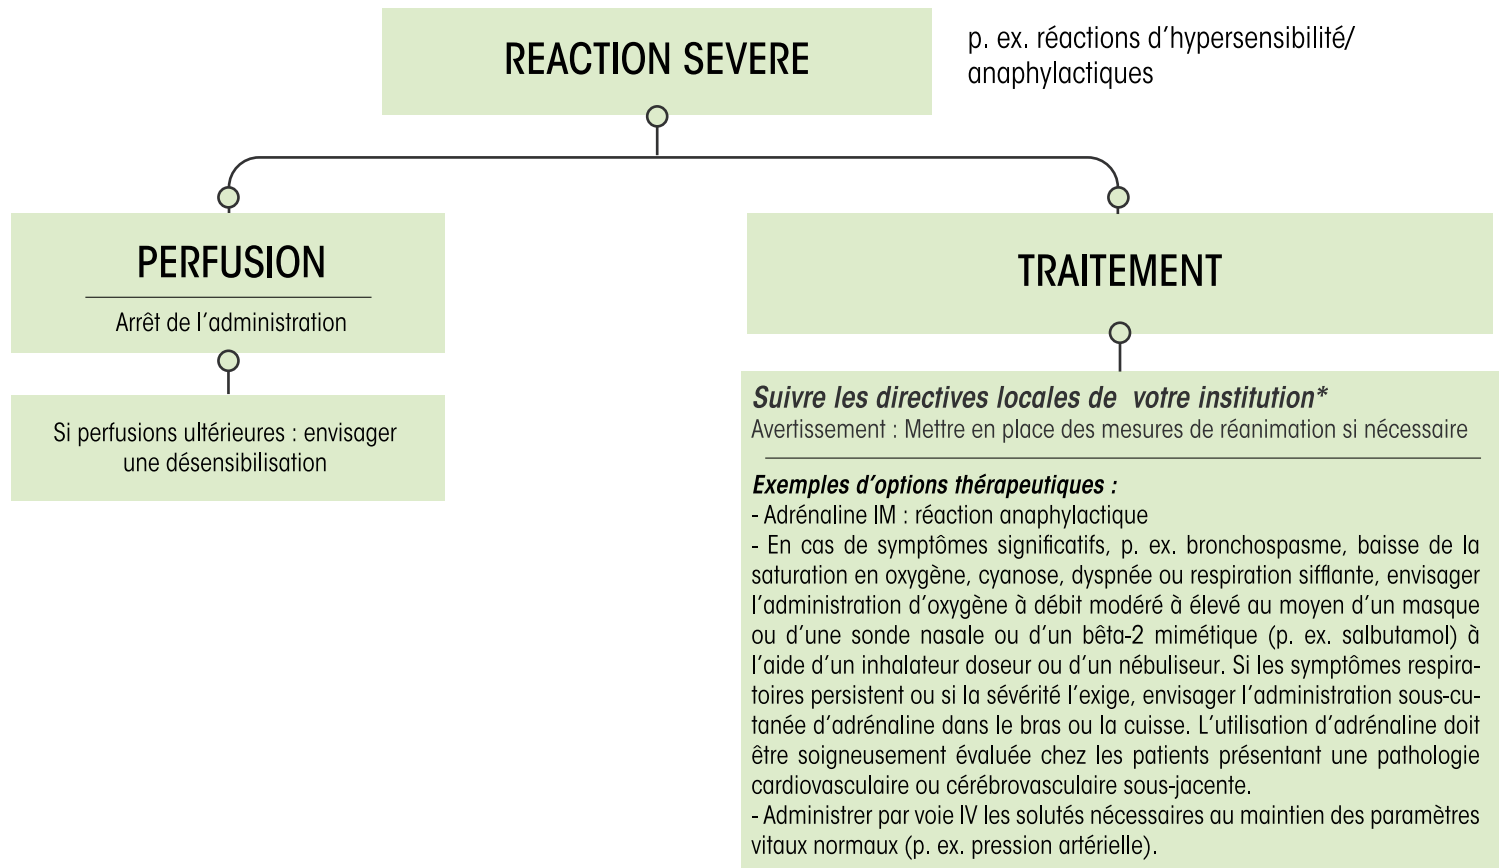 REACTION SEVERE
p. ex. réactions d’hypersensibilité/
anaphylactiques
PERFUSION
Arrêt de l’administration
Si perfusions ultérieures : envisager
une désensibilisation
TRAITEMENT
Suivre les directives locales de votre institution*
Avertissement : Mettre en place des mesures de réanimation si nécessaire
Exemples d’options thérapeutiques :
- Adrénaline IM : réaction anaphylactique
- En cas de symptômes significatifs, p. ex. bronchospasme, baisse de la
saturation en oxygène, cyanose, dyspnée ou respiration sifflante, envisager
l’administration d’oxygène à débit modéré à élevé au moyen d’un masque
ou d’une sonde nasale ou d’un bêta-2 mimétique (p. ex. salbutamol) à
l’aide d’un inhalateur doseur ou d’un nébuliseur. Si les symptômes respira-
toires persistent ou si la sévérité l’exige, envisager l’administration sous-cu-
tanée d’adrénaline dans le bras ou la cuisse. L’utilisation d’adrénaline doit
être soigneusement évaluée chez les patients présentant une pathologie
cardiovasculaire ou cérébrovasculaire sous-jacente.
- Administrer par voie IV les solutés nécessaires au maintien des paramètres
vitaux normaux (p. ex. pression artérielle).